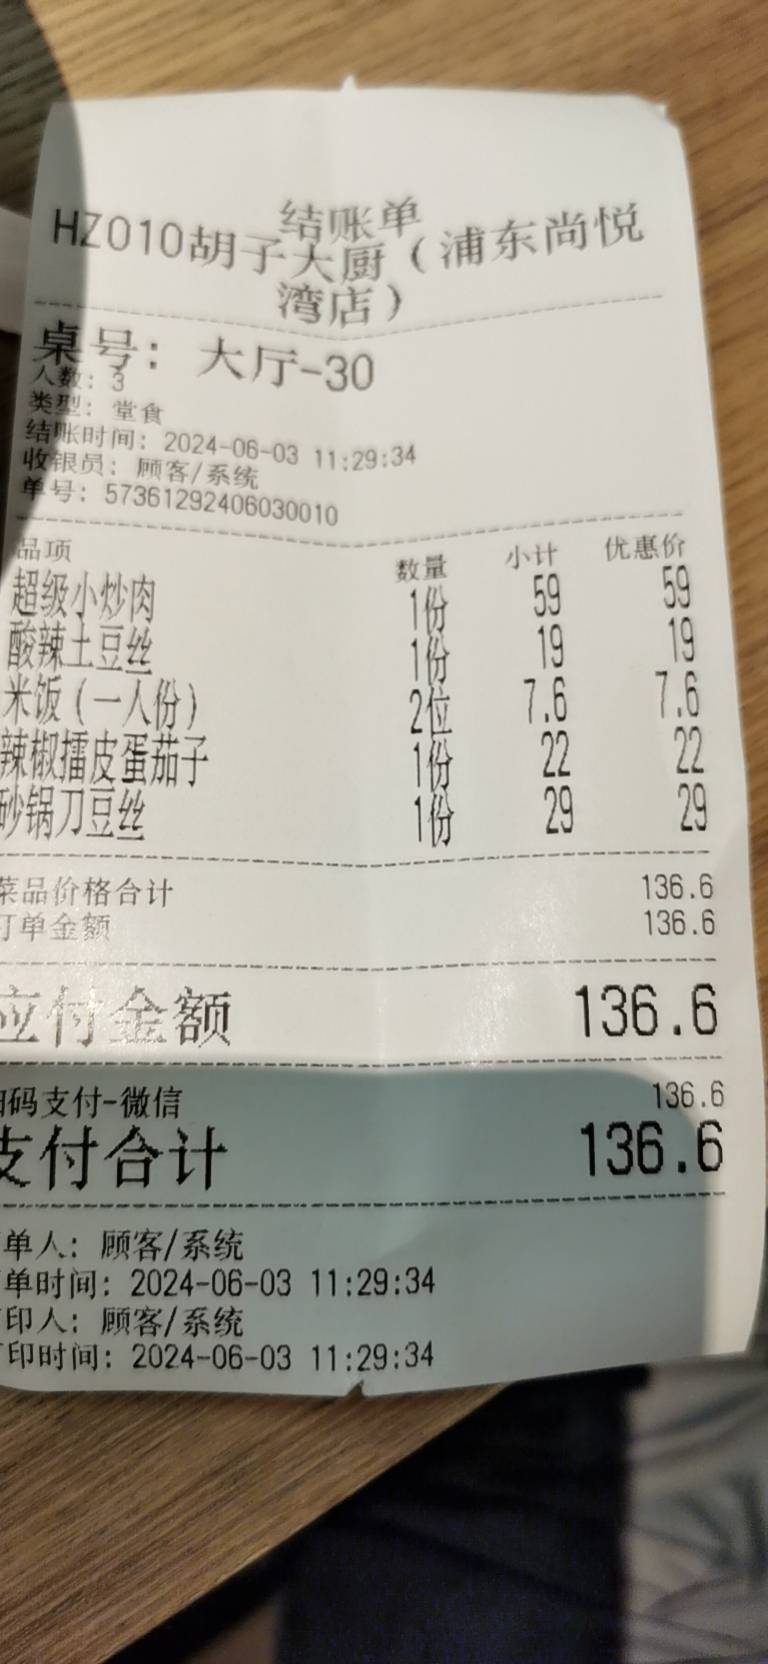 结账单
HZ010胡子大厨（浦东尚悦
湾店）
桌号：大厅-30
人数：3
类型：堂食
结账时间：2024-06-03 11:29:34
收银员：顾客/系统
单号：57361292406030010
品项 数量 小计 优惠价
超级小炒肉 1份 59 59
酸辣土豆丝 1份 19 19
米饭（一人份） 2位 7.6 7.6
辣椒擂皮蛋茄子 1份 22 22
砂锅刀豆丝 1份 29 29
菜品价格合计 136.6
订单金额 136.6
应付金额 136.6
扫码支付-微信 136.6
支付合计 136.6
单人：顾客/系统
单时间：2024-06-03 11:29:34
印人：顾客/系统
印时间：2024-06-03 11:29:34